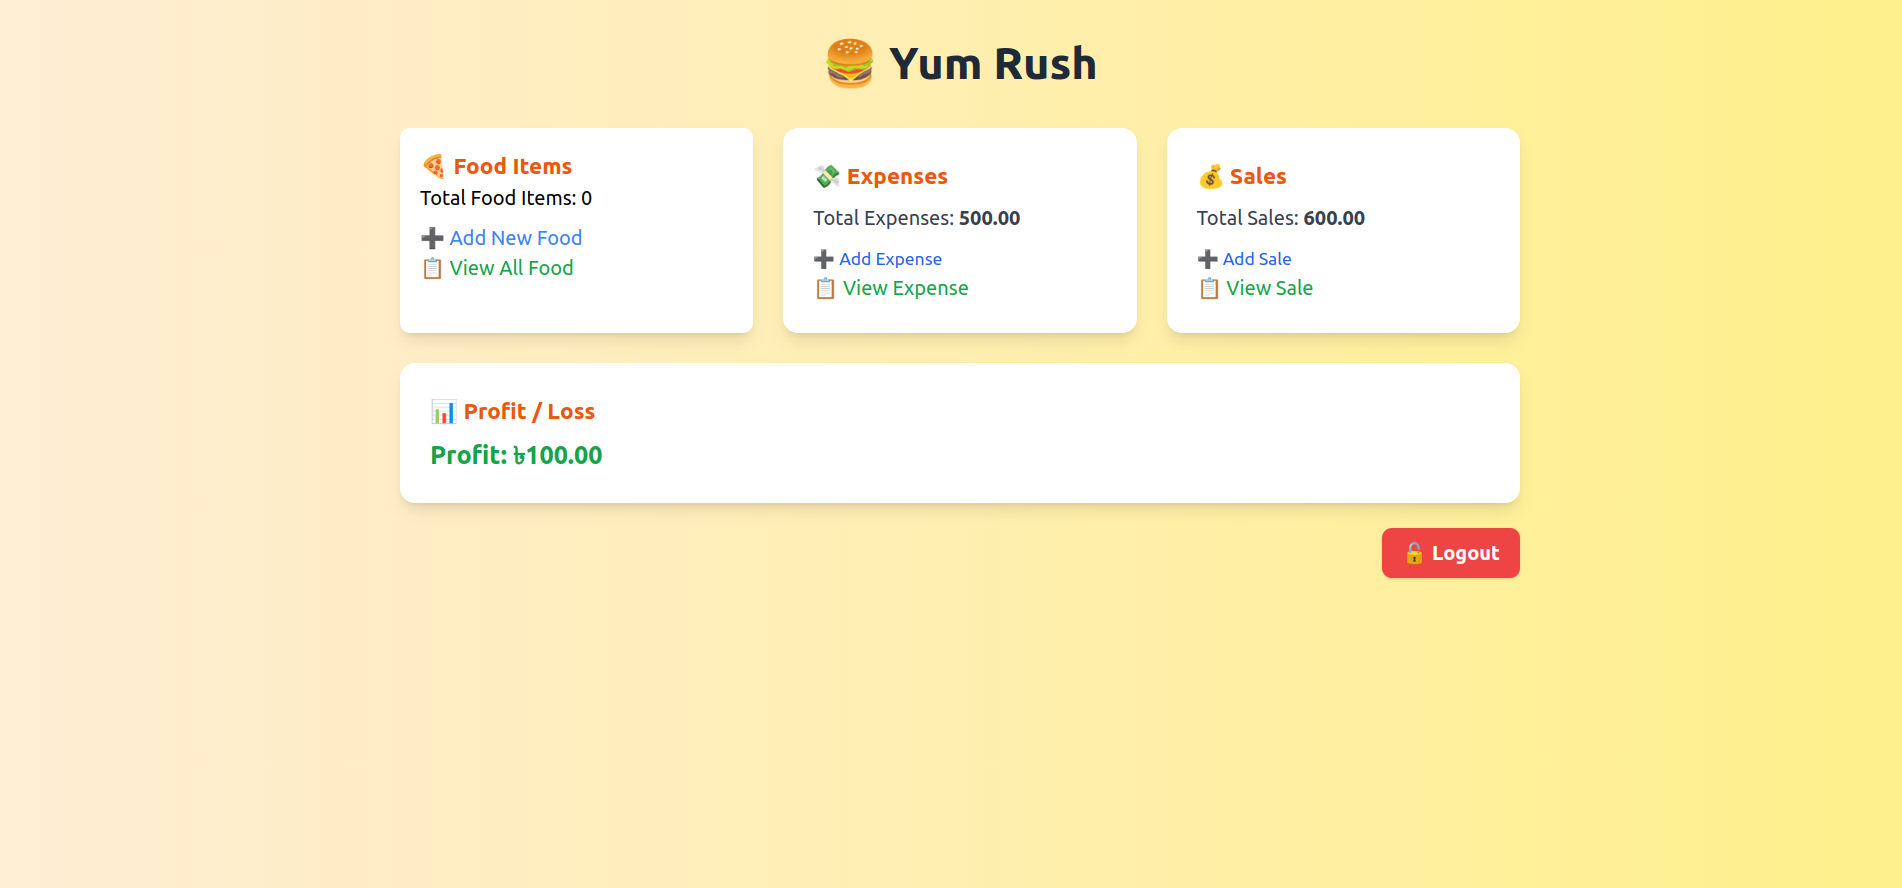 🍔 Yum Rush
🍕 Food Items
Total Food Items: 0
➕ Add New Food
📋 View All Food
💸 Expenses
Total Expenses: 500.00
➕ Add Expense
📋 View Expense
💰 Sales
Total Sales: 600.00
➕ Add Sale
📋 View Sale
📊 Profit / Loss
Profit: ৳100.00
🔓 Logout